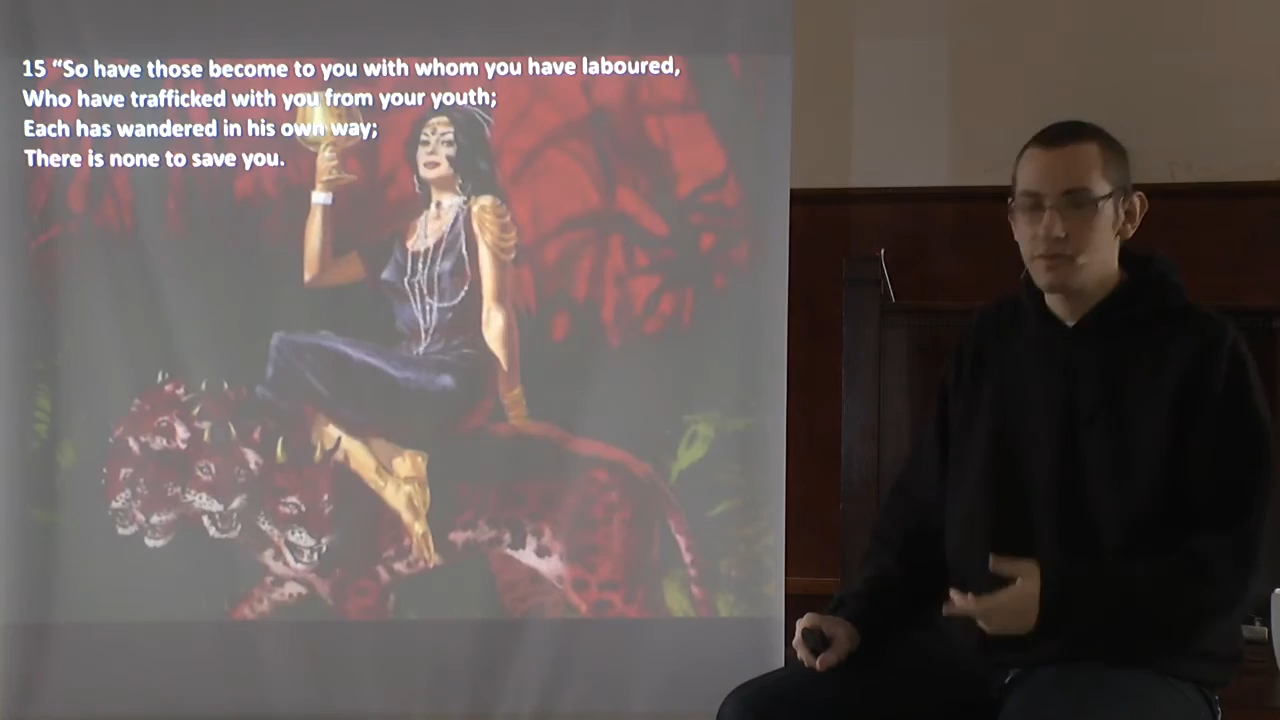 15 “So have those become to you with whom you have laboured,
Who have trafficked with you from your youth;
Each has wandered in his own way;
There is none to save you.